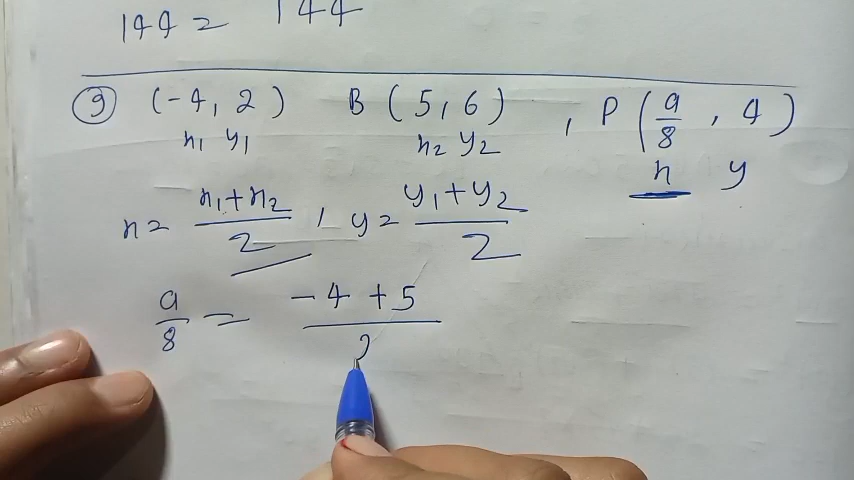 144 = 144
9 (-4, 2) B (5, 6) , P (a/8 , 4)
x1 y1 x2 y2 x y
x = x1+x2/2 , y = y1+y2/2
a/8 = -4+5/2